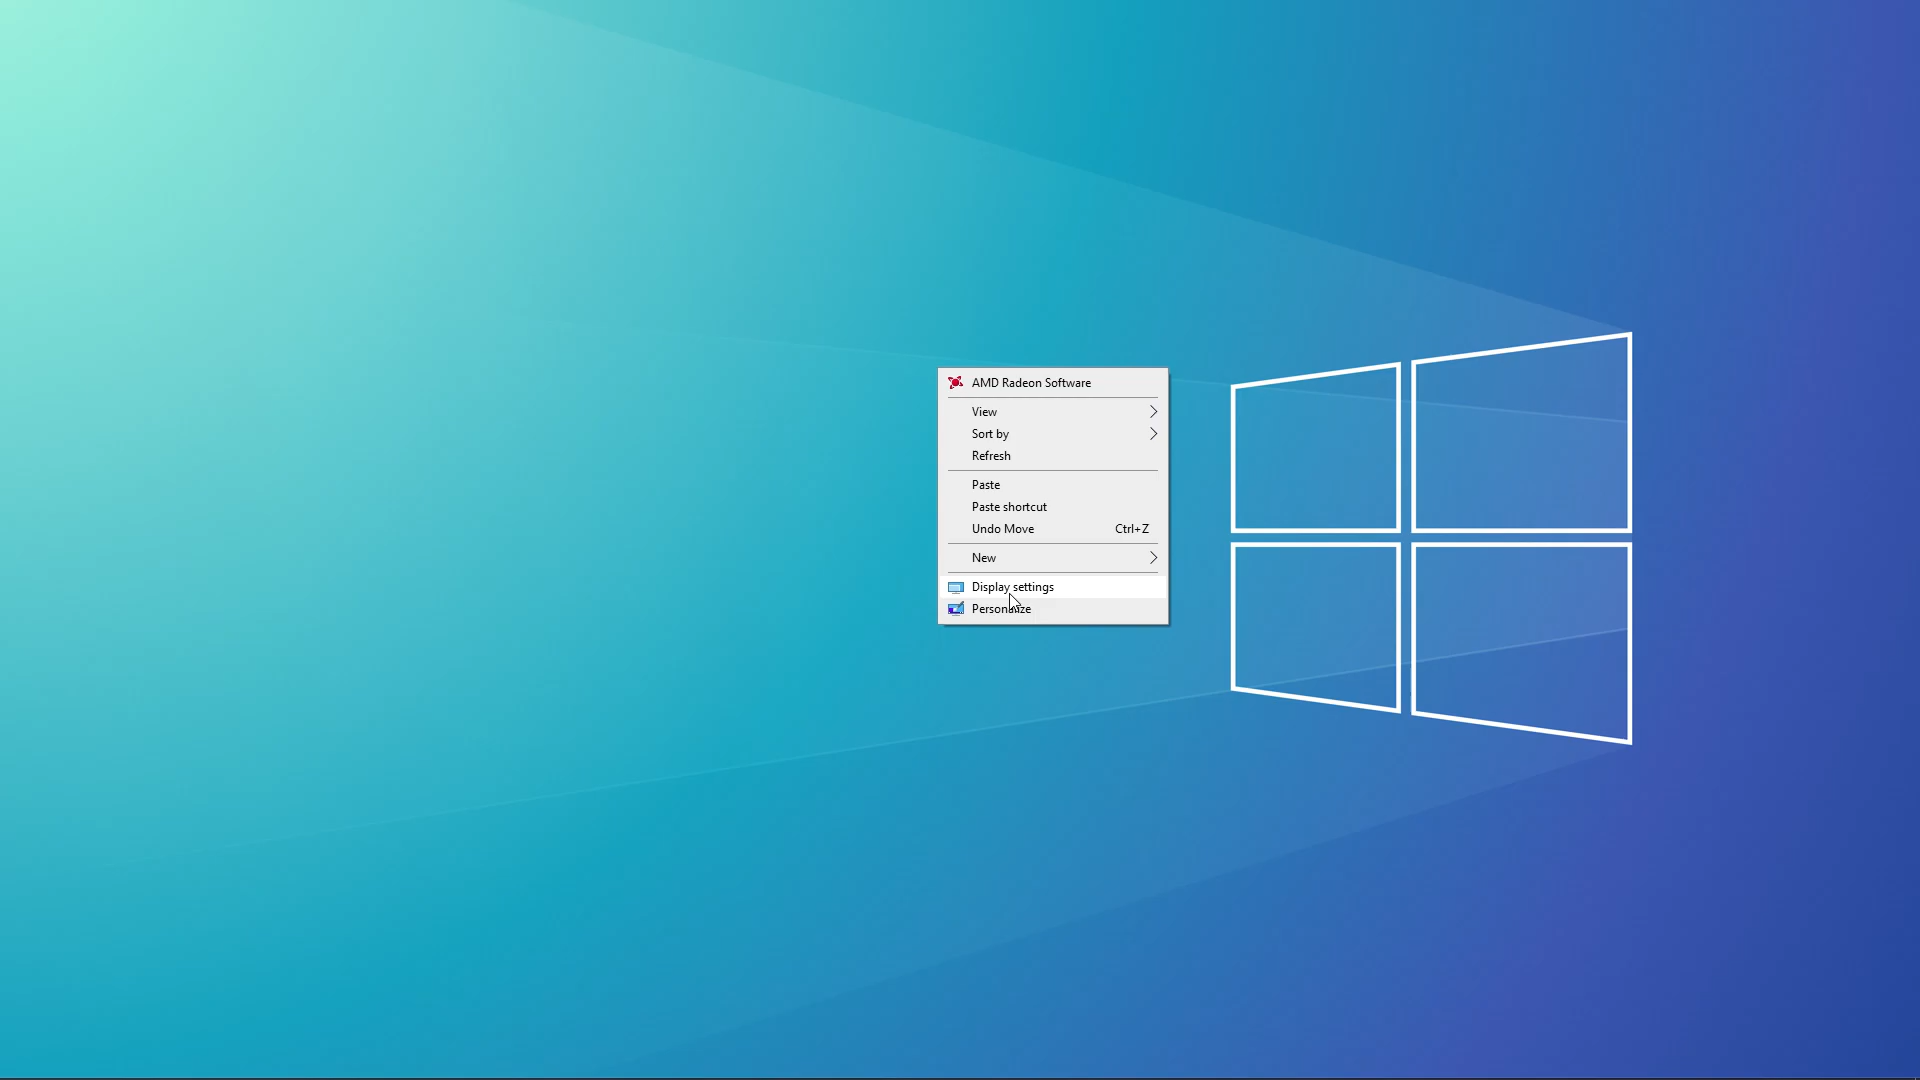 AMD Radeon Software
View
Sort by
Refresh
Paste
Paste shortcut
Undo Move Ctrl+Z
New
Display settings
Personalize